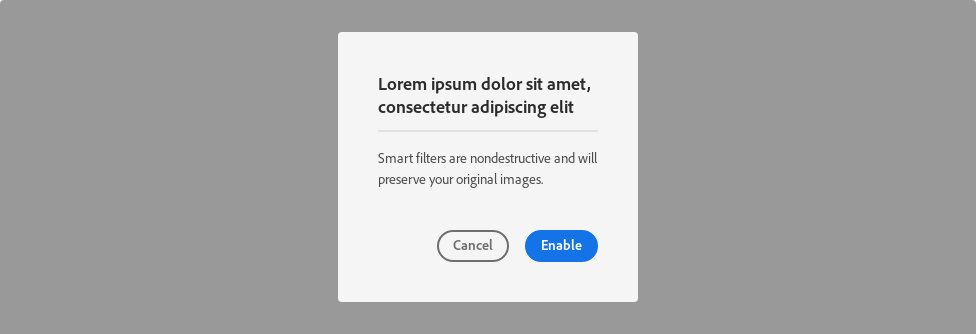 Lorem ipsum dolor sit amet,
consectetur adipiscing elit
Smart filters are nondestructive and will
preserve your original images.
Cancel
Enable